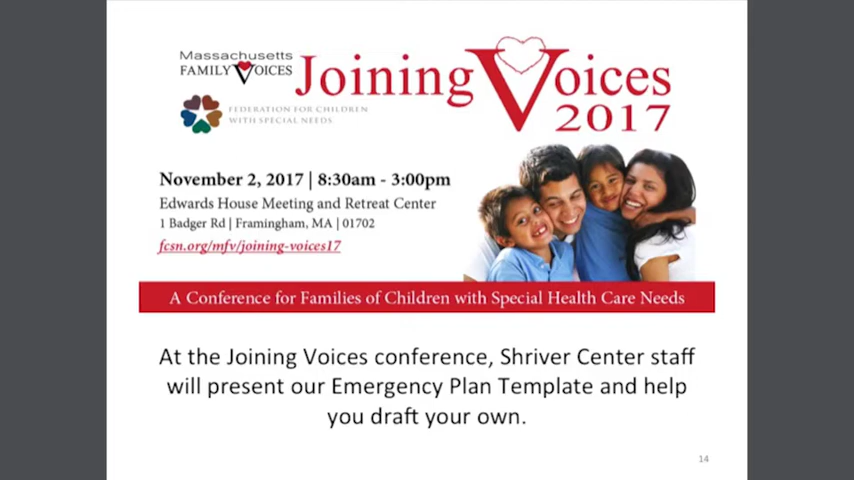 Massachusetts
FAMILY VOICES
Joining Voices
2017
FEDERATION FOR CHILDREN
WITH SPECIAL NEEDS
November 2, 2017 | 8:30am - 3:00pm
Edwards House Meeting and Retreat Center
1 Badger Rd | Framingham, MA | 01702
fcsn.org/mfv/joining-voices17
A Conference for Families of Children with Special Health Care Needs
At the Joining Voices conference, Shriver Center staff
will present our Emergency Plan Template and help
you draft your own.
14